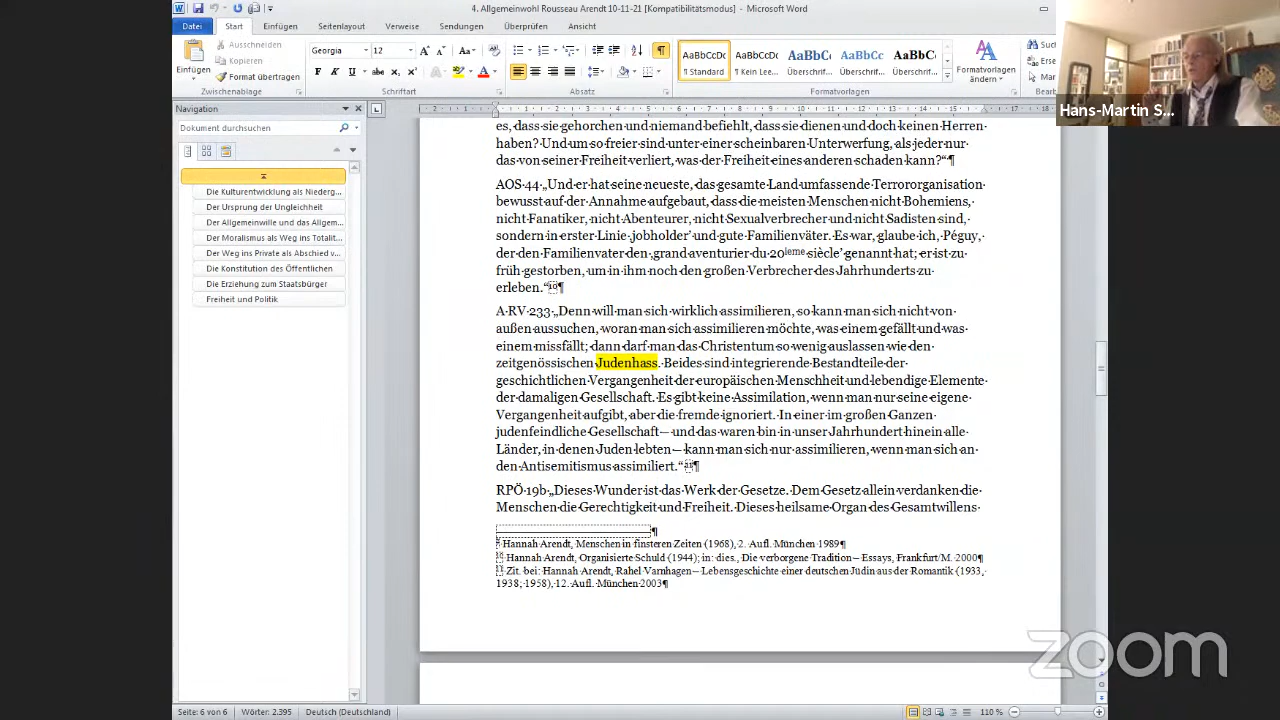 4. Allgemeinwohl Rousseau Arendt 10-11-21 [Kompatibilitätsmodus] - Microsoft Word
Datei Start Einfügen Seitenlayout Verweise Sendungen Überprüfen Ansicht
Einfügen
Ausschneiden
Kopieren
Format übertragen
Zwischenablage
Georgia 12
F K U abc x₂ x²
Schriftart
Absatz
AaBbCcDc AaBbCcDc AaBbC AaBbCc AaBbC
¶ Standard ¶ Kein Lee... Überschrif... Überschrif... Überschrif...
Formatvorlagen ändern
Formatvorlagen
Hans-Martin S...
Navigation
Dokument durchsuchen
Die Kulturentwicklung als Niederg...
Der Ursprung der Ungleichheit
Der Allgemeinwille und das Allgem...
Der Moralismus als Weg ins Totalit...
Der Weg ins Private als Abschied v...
Die Konstitution des Öffentlichen
Die Erziehung zum Staatsbürger
Freiheit und Politik
es, dass sie gehorchen und niemand befiehlt, dass sie dienen und doch keinen Herren
haben? Und um so freier sind unter einer scheinbaren Unterwerfung, als jeder nur
das von seiner Freiheit verliert, was der Freiheit eines anderen schaden kann?“ ¶
AOS 44 „Und er hat seine neueste, das gesamte Land umfassende Terrororganisation
bewusst auf der Annahme aufgebaut, dass die meisten Menschen nicht Bohemiens,
nicht Fanatiker, nicht Abenteurer, nicht Sexualverbrecher und nicht Sadisten sind,
sondern in erster Linie ‚jobholder’ und gute Familienväter. Es war, glaube ich, Péguy,
der den Familienvater den ‚grand aventurier du 20ieme siècle’ genannt hat; er ist zu
früh gestorben, um in ihm noch den großen Verbrecher des Jahrhunderts zu
erleben.“10¶
A RV 233 „Denn will man sich wirklich assimilieren, so kann man sich nicht von
außen aussuchen, woran man sich assimilieren möchte, was einem gefällt und was
einem missfällt; dann darf man das Christentum so wenig auslassen wie den
zeitgenössischen Judenhass. Beides sind integrierende Bestandteile der
geschichtlichen Vergangenheit der europäischen Menschheit und lebendige Elemente
der damaligen Gesellschaft. Es gibt keine Assimilation, wenn man nur seine eigene
Vergangenheit aufgibt, aber die fremde ignoriert. In einer im großen Ganzen
judenfeindliche Gesellschaft – und das waren bin in unser Jahrhundert hinein alle
Länder, in denen Juden lebten – kann man sich nur assimilieren, wenn man sich an
den Antisemitismus assimiliert.“11¶
RPÖ 19b „Dieses Wunder ist das Werk der Gesetze. Dem Gesetz allein verdanken die
Menschen die Gerechtigkeit und Freiheit. Dieses heilsame Organ des Gesamtwillens
Hannah Arendt, Menschen in finsteren Zeiten (1968), 2. Aufl. München 1989¶
10 Hannah Arendt, Organisierte Schuld (1944); in: dies., Die verborgene Tradition – Essays, Frankfurt/M. 2000¶
11 Zit. bei: Hannah Arendt, Rahel Varnhagen – Lebensgeschichte einer deutschen Jüdin aus der Romantik (1933,
1938; 1958), 12. Aufl. München 2003¶
zoom
Seite: 6 von 6 Wörter: 2.395 Deutsch (Deutschland) 110 %